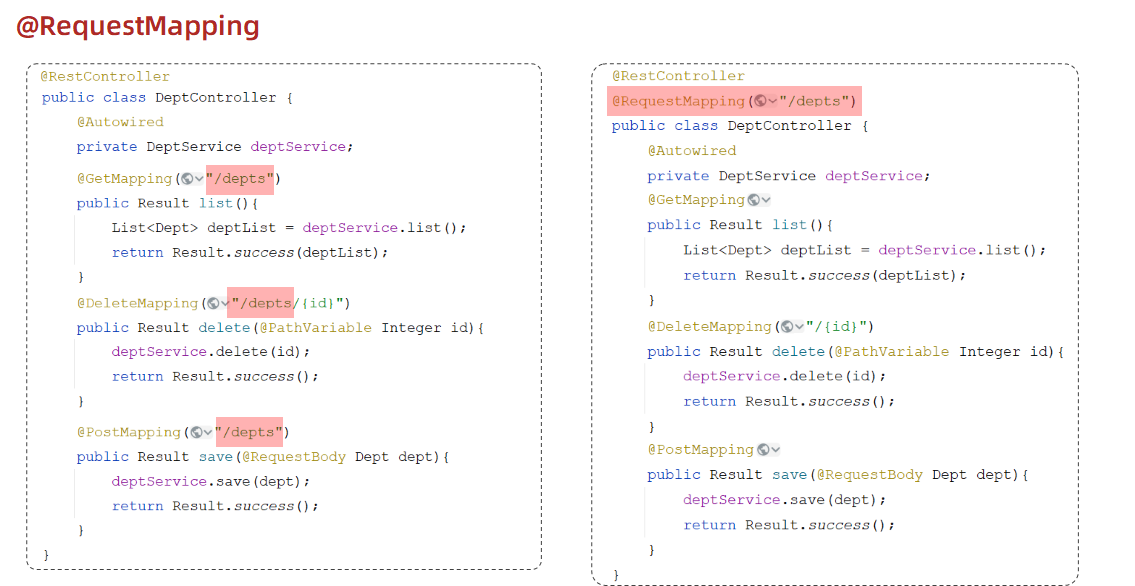 @RequestMapping
@RestController
public class DeptController {
@Autowired
private DeptService deptService;
@GetMapping("/depts")
public Result list(){
List<Dept> deptList = deptService.list();
return Result.success(deptList);
}
@DeleteMapping("/depts/{id}")
public Result delete(@PathVariable Integer id){
deptService.delete(id);
return Result.success();
}
@PostMapping("/depts")
public Result save(@RequestBody Dept dept){
deptService.save(dept);
return Result.success();
}
}
@RestController
@RequestMapping("/depts")
public class DeptController {
@Autowired
private DeptService deptService;
@GetMapping
public Result list(){
List<Dept> deptList = deptService.list();
return Result.success(deptList);
}
@DeleteMapping("/{id}")
public Result delete(@PathVariable Integer id){
deptService.delete(id);
return Result.success();
}
@PostMapping
public Result save(@RequestBody Dept dept){
deptService.save(dept);
return Result.success();
}
}